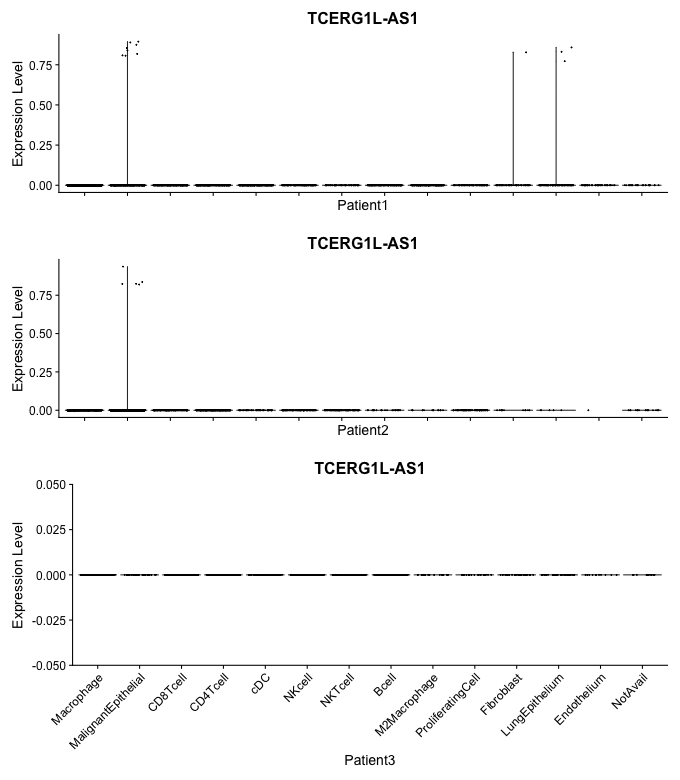 TCERG1L-AS1
Expression Level
0.75
0.50
0.25
0.00
Patient1
TCERG1L-AS1
Expression Level
0.75
0.50
0.25
0.00
Patient2
TCERG1L-AS1
Expression Level
0.050
0.025
0.000
-0.025
-0.050
Macrophage
MalignantEpithelial
CD8Tcell
CD4Tcell
cDC
NKcell
NKTcell
Bcell
M2Macrophage
ProliferatingCell
Fibroblast
LungEpithelium
Endothelium
NotAvail
Patient3